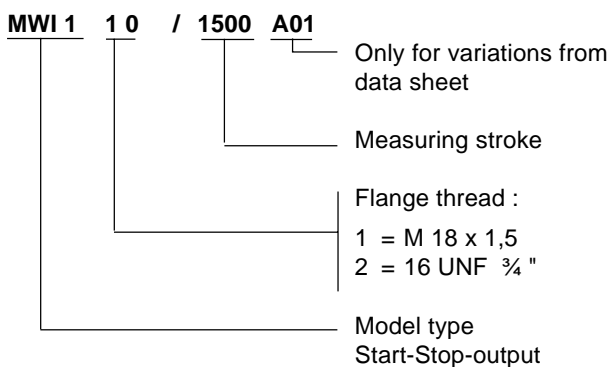 MWI 1 1 0 / 1500 A01
Only for variations from
data sheet
Measuring stroke
Flange thread :
1 = M 18 x 1,5
2 = 16 UNF ¾ "
Model type
Start-Stop-output